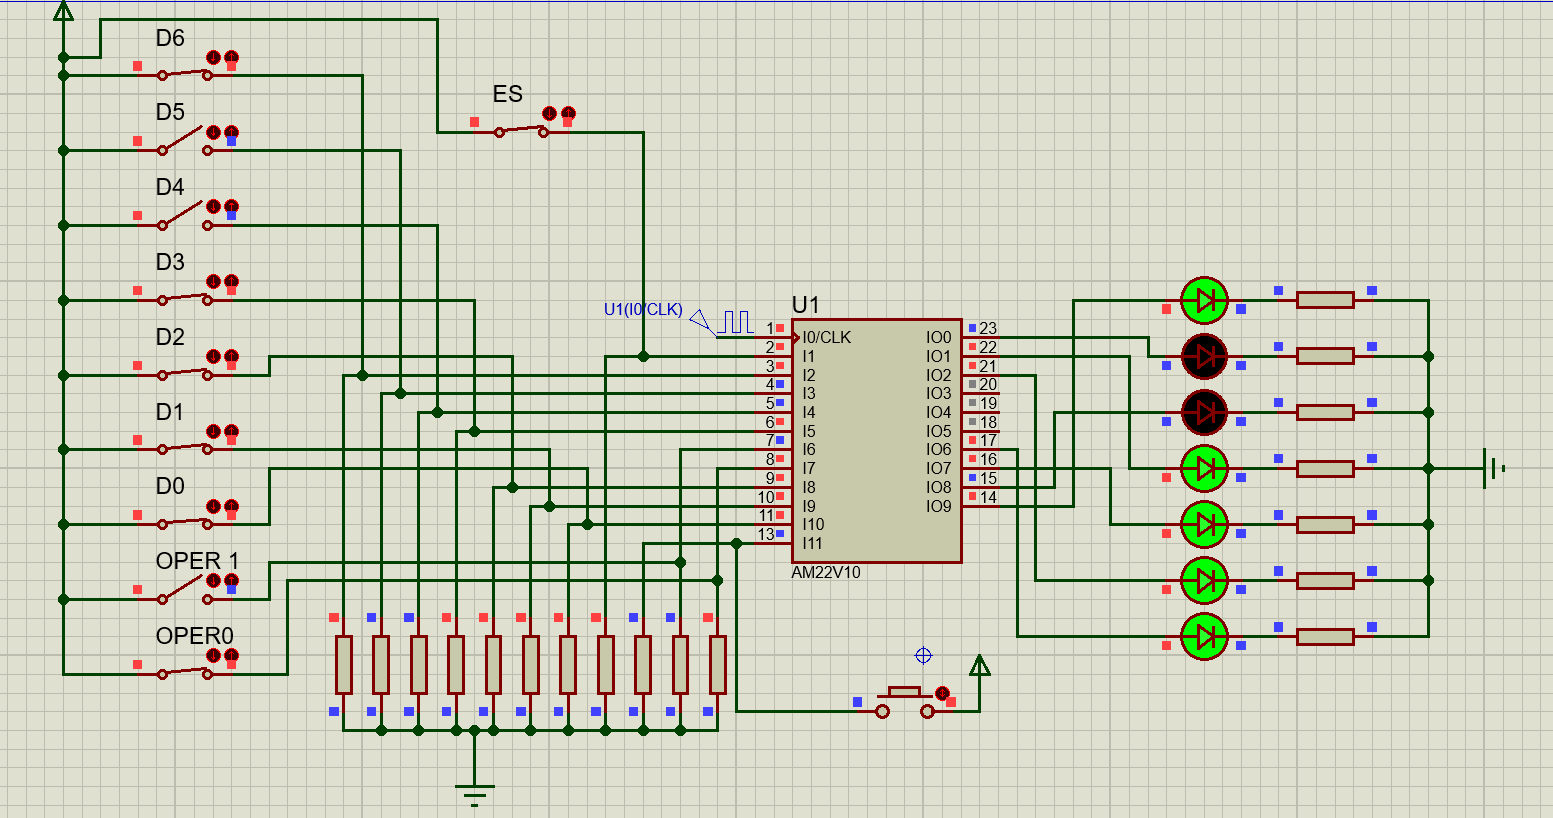 D6
ES
D5
D4
D3
U1(I0/CLK)
U1
D2
D1
D0
OPER 1
OPER0
1 I0/CLK IO0 23
2 I1 IO1 22
3 I2 IO2 21
4 I3 IO3 20
5 I4 IO4 19
6 I5 IO5 18
7 I6 IO6 17
8 I7 IO7 16
9 I8 IO8 15
10 I9 IO9 14
11 I10
13 I11
AM22V10